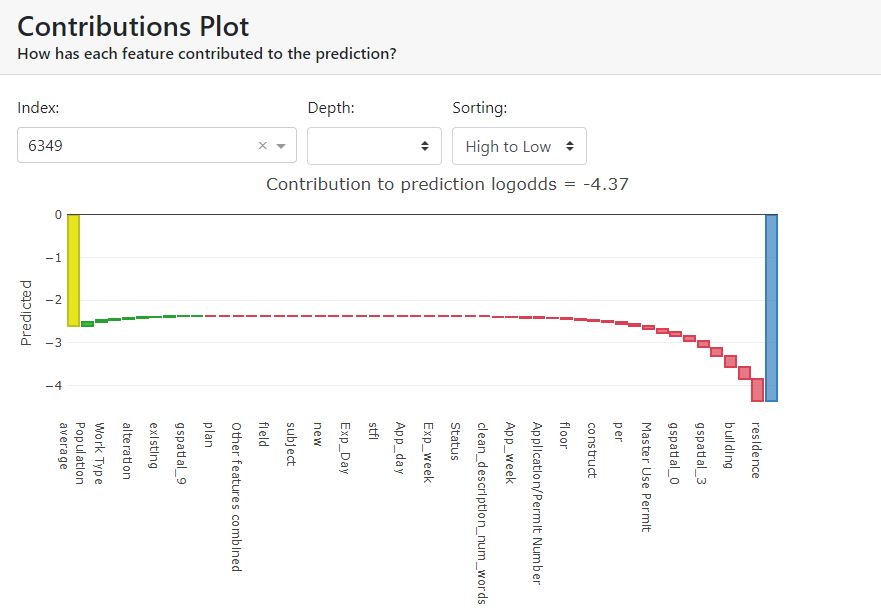 Contributions Plot
How has each feature contributed to the prediction?
Index:
Depth:
Sorting:
6349
×
High to Low
Contribution to prediction logodds = -4.37
Predicted
0
−1
−2
−3
−4
Population
average
Work Type
alteration
existing
gspatial_9
plan
Other features combined
field
subject
new
Exp_Day
stfi
App_day
Exp_week
Status
clean_description_num_words
App_week
Application/Permit Number
floor
construct
per
Master Use Permit
gspatial_0
gspatial_3
building
residence